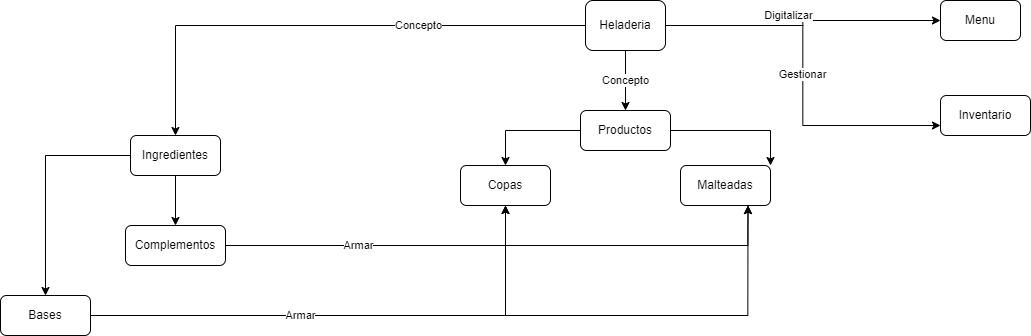 Heladeria
Concepto
Digitalizar
Menu
Gestionar
Concepto
Inventario
Productos
Ingredientes
Copas
Malteadas
Complementos
Armar
Bases
Armar